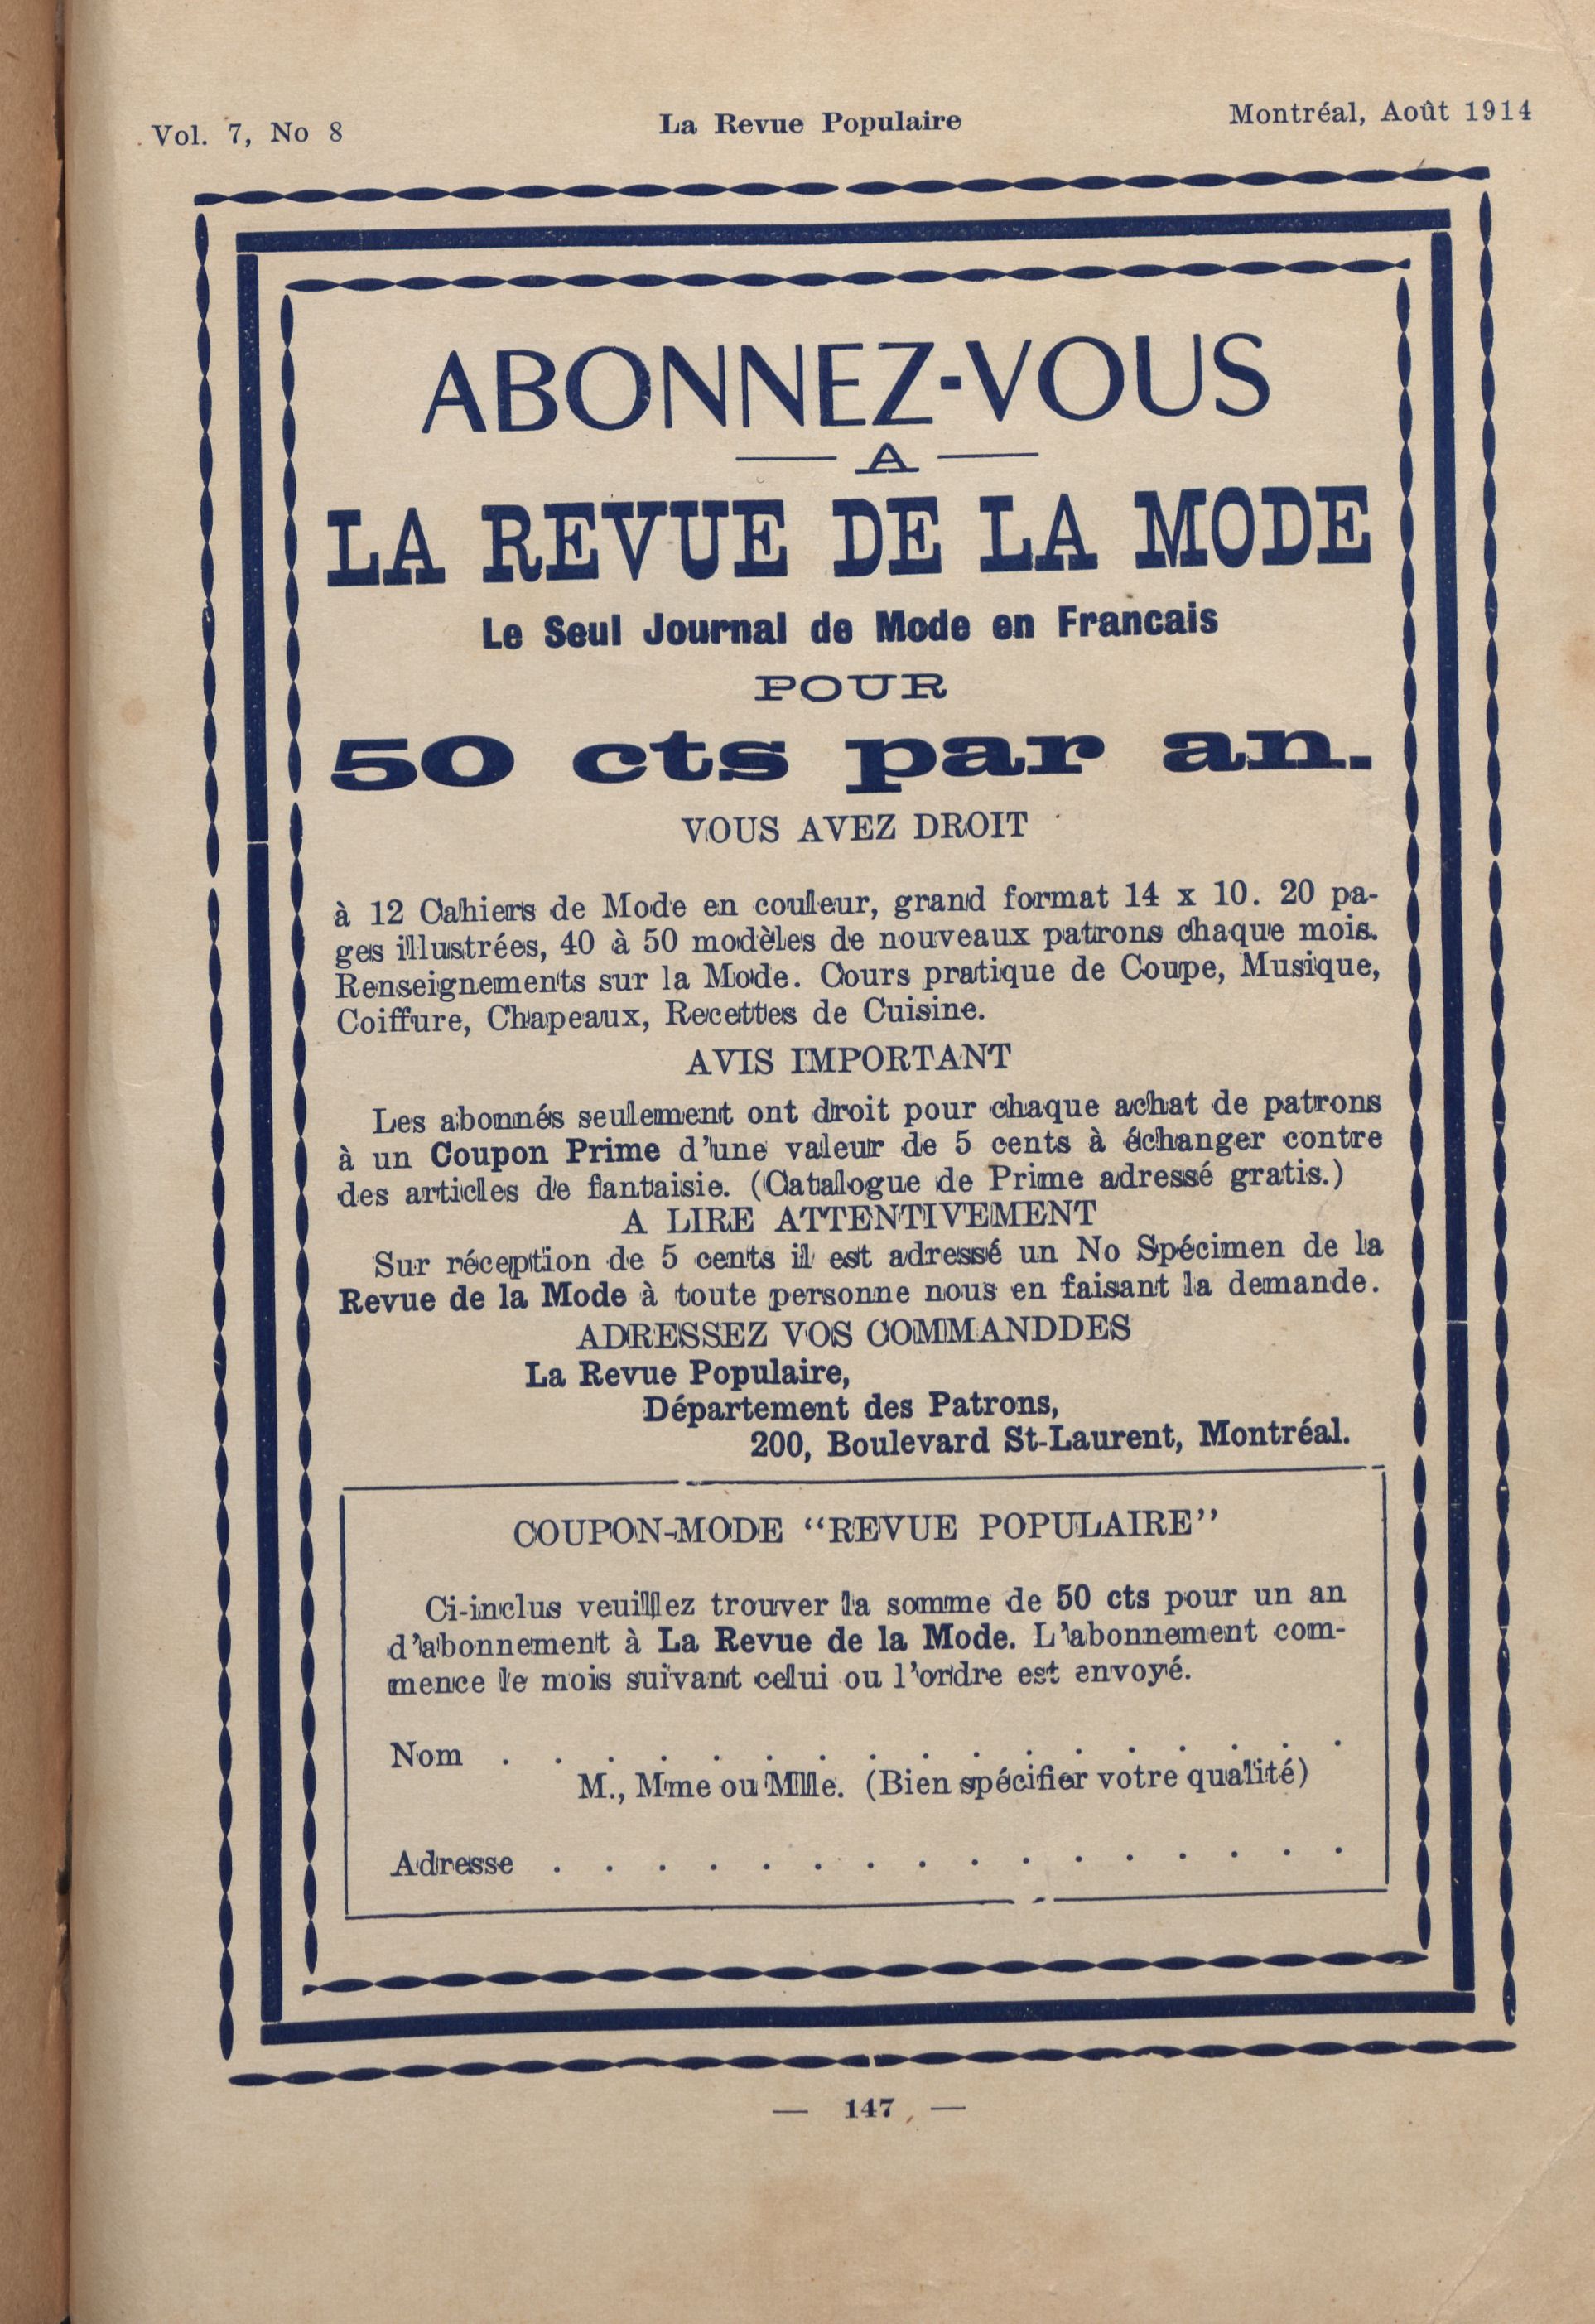 Vol. 7, No 8
La Revue Populaire
Montréal, Août 1914
ABONNEZ-VOUS
A
LA REVUE DE LA MODE
Le Seul Journal de Mode en Francais
POUR
50 cts par an.
VOUS AVEZ DROIT
à 12 Cahiers de Mode en couleur, grand format 14 x 10. 20 pa-
ges illustrées, 40 à 50 modèles de nouveaux patrons chaque mois.
Renseignements sur la Mode. Cours pratique de Coupe, Musique,
Coiffure, Chapeaux, Recettes de Cuisine.
AVIS IMPORTANT
Les abonnés seulement ont droit pour chaque achat de patrons
à un Coupon Prime d'une valeur de 5 cents à échanger contre
des articles de fantaisie. (Catalogue de Prime adressé gratis.)
A LIRE ATTENTIVEMENT
Sur réception de 5 cents il est adressé un No Spécimen de la
Revue de la Mode à toute personne nous en faisant la demande.
ADRESSEZ VOS COMMANDDES
La Revue Populaire,
Département des Patrons,
200, Boulevard St-Laurent, Montréal.
COUPON-MODE "REVUE POPULAIRE"
Ci-inclus veuilllez trouver la somme de 50 cts pour un an
d'abonnement à La Revue de la Mode. L'abonnement com-
mence le mois suivant celui ou l'ordre est envoyé.
Nom . . . . . . . . . . . . . . . . .
M., Mme ou Mlle. (Bien spécifier votre qualité)
Adresse . . . . . . . . . . . . . . . .
— 147 —